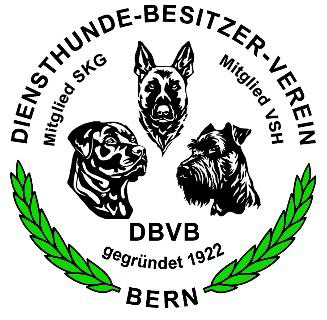 DIENSTHUNDE-BESITZER-VEREIN
Mitglied SKG
Mitglied VSH
DBVB
gegründet 1922
BERN